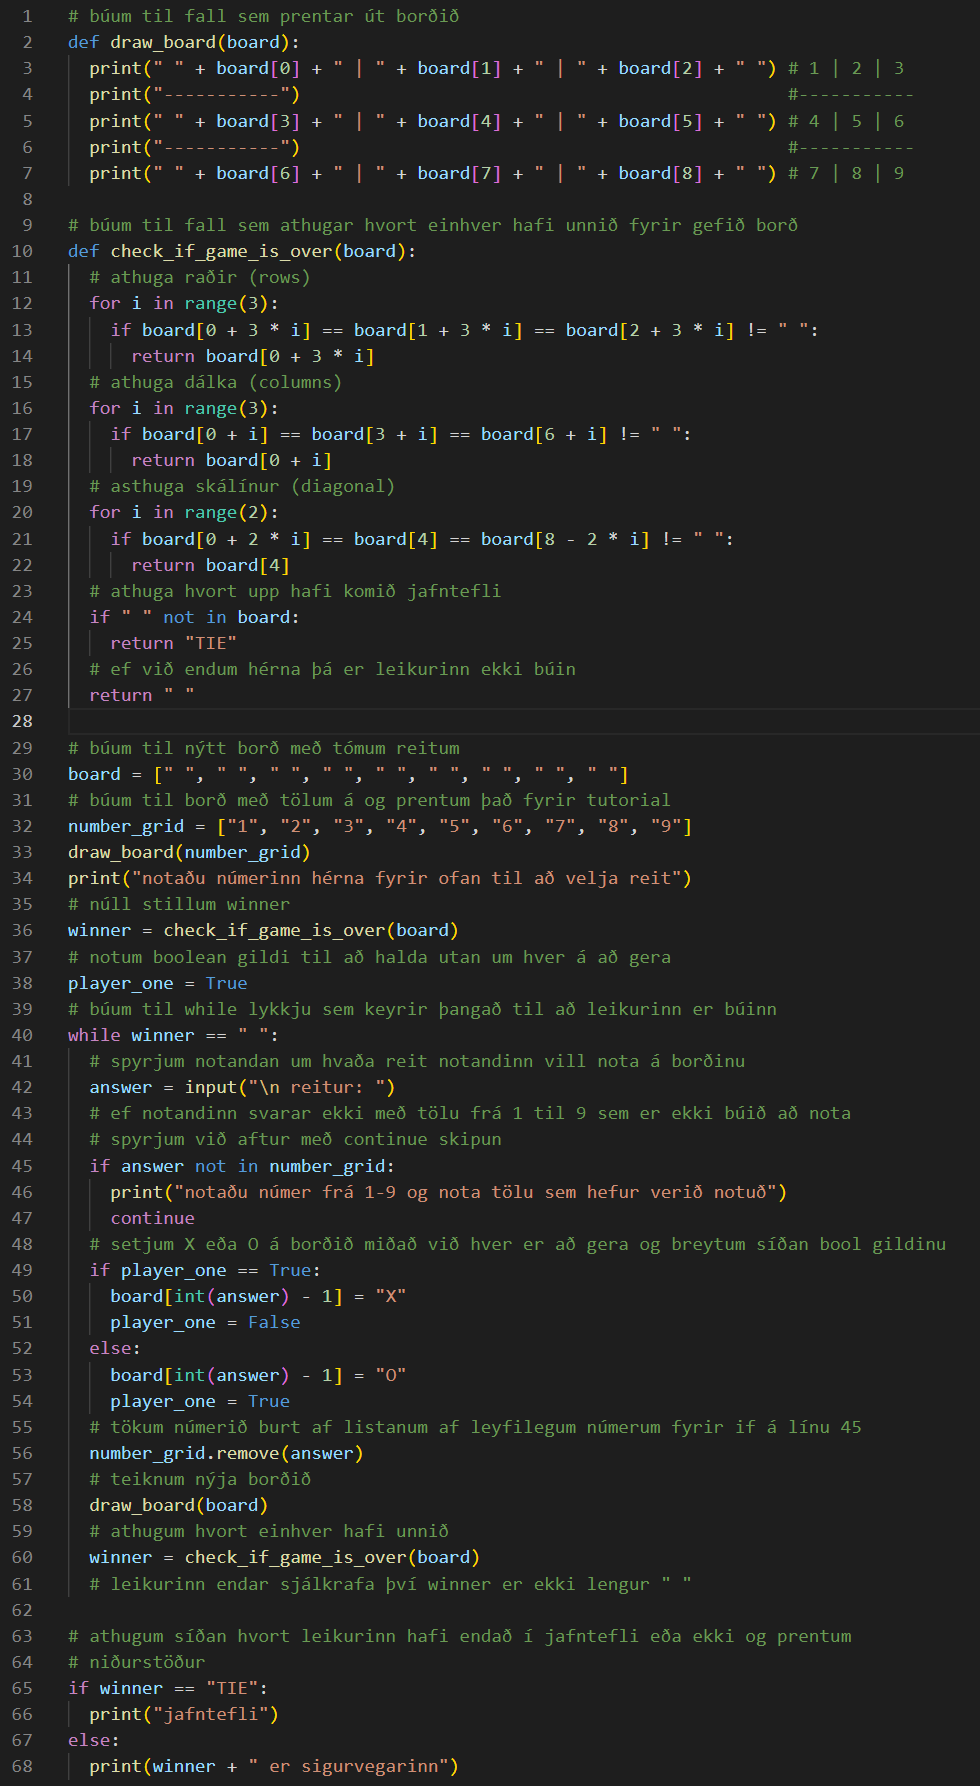 1 # búum til fall sem prentar út borðið
2 def draw_board(board):
3   print(" " + board[0] + " | " + board[1] + " | " + board[2] + " ") # 1 | 2 | 3
4   print("-----------")                                              #-----------
5   print(" " + board[3] + " | " + board[4] + " | " + board[5] + " ") # 4 | 5 | 6
6   print("-----------")                                              #-----------
7   print(" " + board[6] + " | " + board[7] + " | " + board[8] + " ") # 7 | 8 | 9
8
9 # búum til fall sem athugar hvort einhver hafi unnið fyrir gefið borð
10 def check_if_game_is_over(board):
11   # athuga raðir (rows)
12   for i in range(3):
13     if board[0 + 3 * i] == board[1 + 3 * i] == board[2 + 3 * i] != " ":
14       return board[0 + 3 * i]
15   # athuga dálka (columns)
16   for i in range(3):
17     if board[0 + i] == board[3 + i] == board[6 + i] != " ":
18       return board[0 + i]
19   # asthuga skálínur (diagonal)
20   for i in range(2):
21     if board[0 + 2 * i] == board[4] == board[8 - 2 * i] != " ":
22       return board[4]
23   # athuga hvort upp hafi komið jafntefli
24   if " " not in board:
25     return "TIE"
26   # ef við endum hérna þá er leikurinn ekki búin
27   return " "
28
29 # búum til nýtt borð með tómum reitum
30 board = [" ", " ", " ", " ", " ", " ", " ", " ", " "]
31 # búum til borð með tölum á og prentum það fyrir tutorial
32 number_grid = ["1", "2", "3", "4", "5", "6", "7", "8", "9"]
33 draw_board(number_grid)
34 print("notaðu númerinn hérna fyrir ofan til að velja reit")
35 # núll stillum winner
36 winner = check_if_game_is_over(board)
37 # notum boolean gildi til að halda utan um hver á að gera
38 player_one = True
39 # búum til while lykkju sem keyrir þangað til að leikurinn er búinn
40 while winner == " ":
41   # spyrjum notandan um hvaða reit notandinn vill nota á borðinu
42   answer = input("\n reitur: ")
43   # ef notandinn svarar ekki með tölu frá 1 til 9 sem er ekki búið að nota
44   # spyrjum við aftur með continue skipun
45   if answer not in number_grid:
46     print("notaðu númer frá 1-9 og nota tölu sem hefur verið notuð")
47     continue
48   # setjum X eða O á borðið miðað við hver er að gera og breytum síðan bool gildinu
49   if player_one == True:
50     board[int(answer) - 1] = "X"
51     player_one = False
52   else:
53     board[int(answer) - 1] = "O"
54     player_one = True
55   # tökum númerið burt af listanum af leyfilegum númerum fyrir if á línu 45
56   number_grid.remove(answer)
57   # teiknum nýja borðið
58   draw_board(board)
59   # athugum hvort einhver hafi unnið
60   winner = check_if_game_is_over(board)
61   # leikurinn endar sjálkrafa því winner er ekki lengur " "
62
63 # athugum síðan hvort leikurinn hafi endað í jafntefli eða ekki og prentum
64 # niðurstöður
65 if winner == "TIE":
66   print("jafntefli")
67 else:
68   print(winner + " er sigurvegarinn")